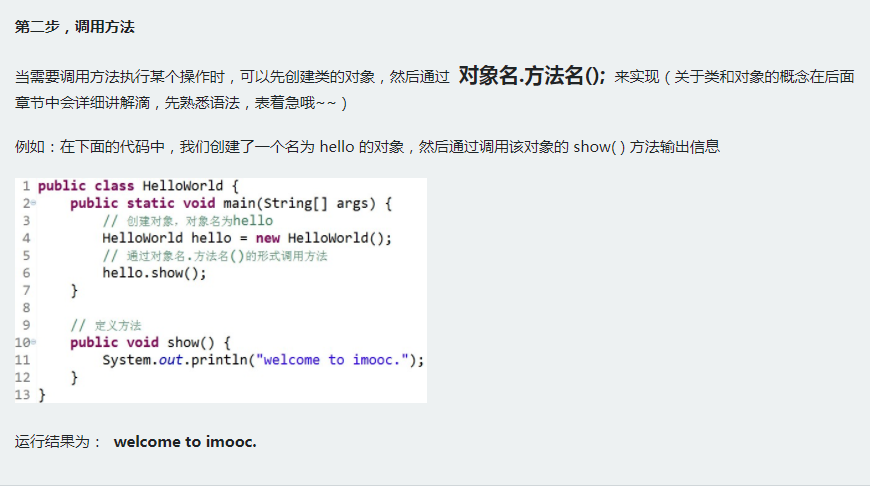 第二步，调用方法
当需要调用方法执行某个操作时，可以先创建类的对象，然后通过 对象名.方法名(); 来实现（关于类和对象的概念在后面
章节中会详细讲解滴，先熟悉语法，表着急哦~~ ）
例如：在下面的代码中，我们创建了一个名为 hello 的对象，然后通过调用该对象的 show( ) 方法输出信息
1 public class HelloWorld {
2 public static void main(String[] args) {
3 // 创建对象，对象名为hello
4 HelloWorld hello = new HelloWorld();
5 // 通过对象名.方法名()的形式调用方法
6 hello.show();
7 }
8
9 // 定义方法
10 public void show() {
11 System.out.println("welcome to imooc.");
12 }
13 }
运行结果为： welcome to imooc.